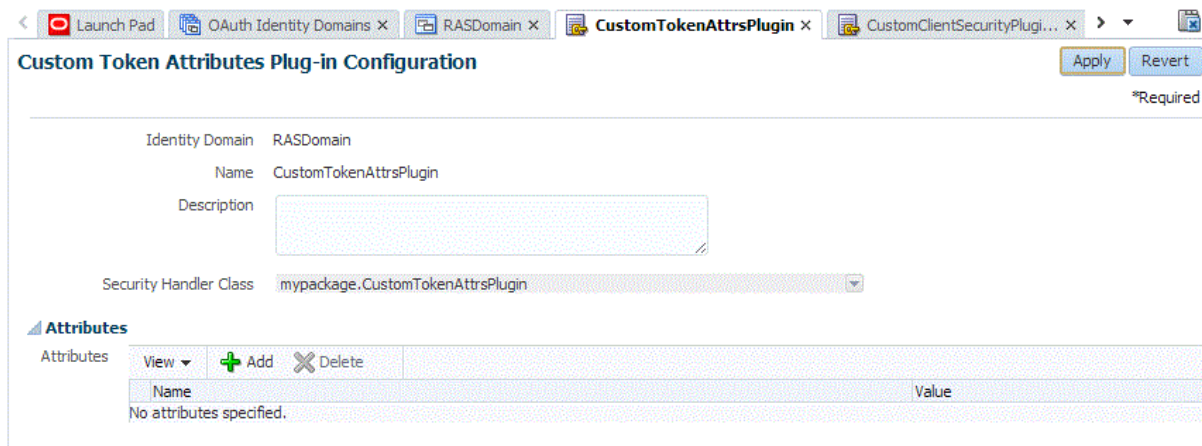 Launch Pad OAuth Identity Domains RASDomain CustomTokenAttrsPlugin CustomClientSecurityPlugi...
Custom Token Attributes Plug-in Configuration Apply Revert
*Required
Identity Domain RASDomain
Name CustomTokenAttrsPlugin
Description
Security Handler Class mypackage.CustomTokenAttrsPlugin
Attributes
Attributes View Add Delete
Name Value
No attributes specified.